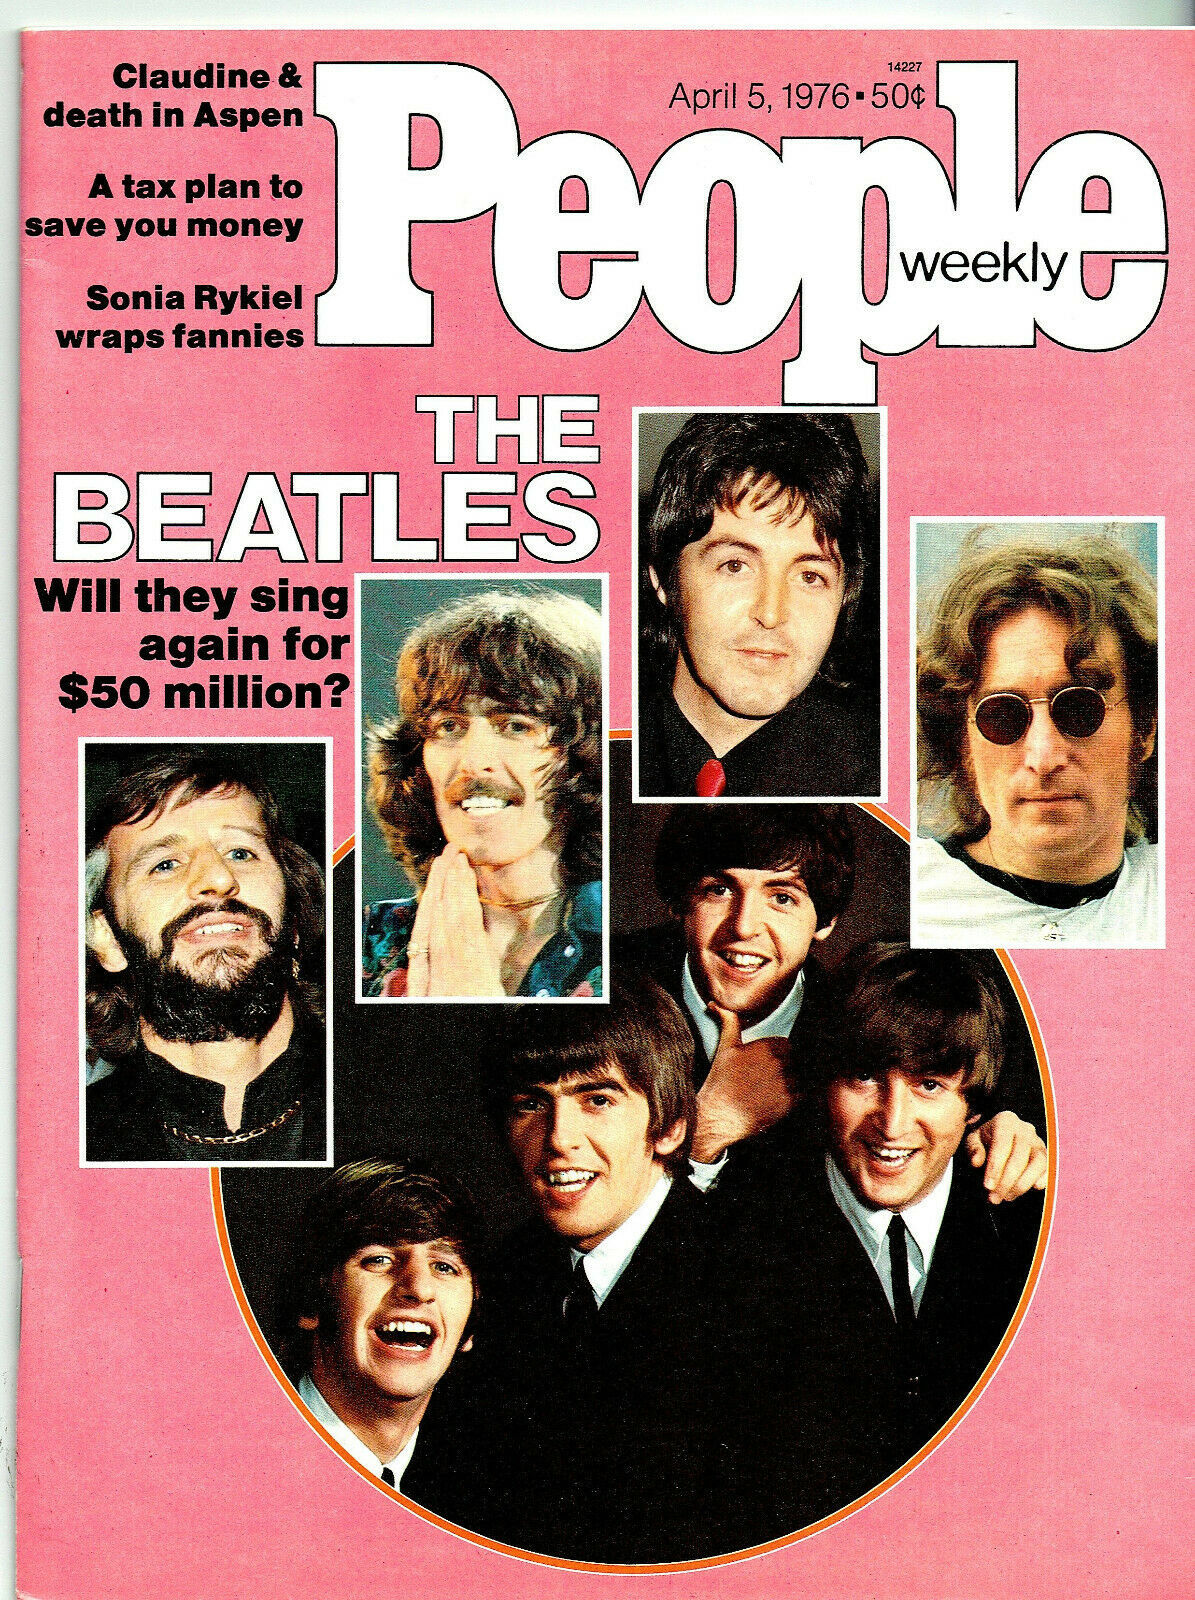 Claudine &
death in Aspen
A tax plan to
save you money
Sonia Rykiel
wraps fannies
14227
April 5, 1976 ▪ 50¢
People
weekly
THE
BEATLES
Will they sing
again for
$50 million?